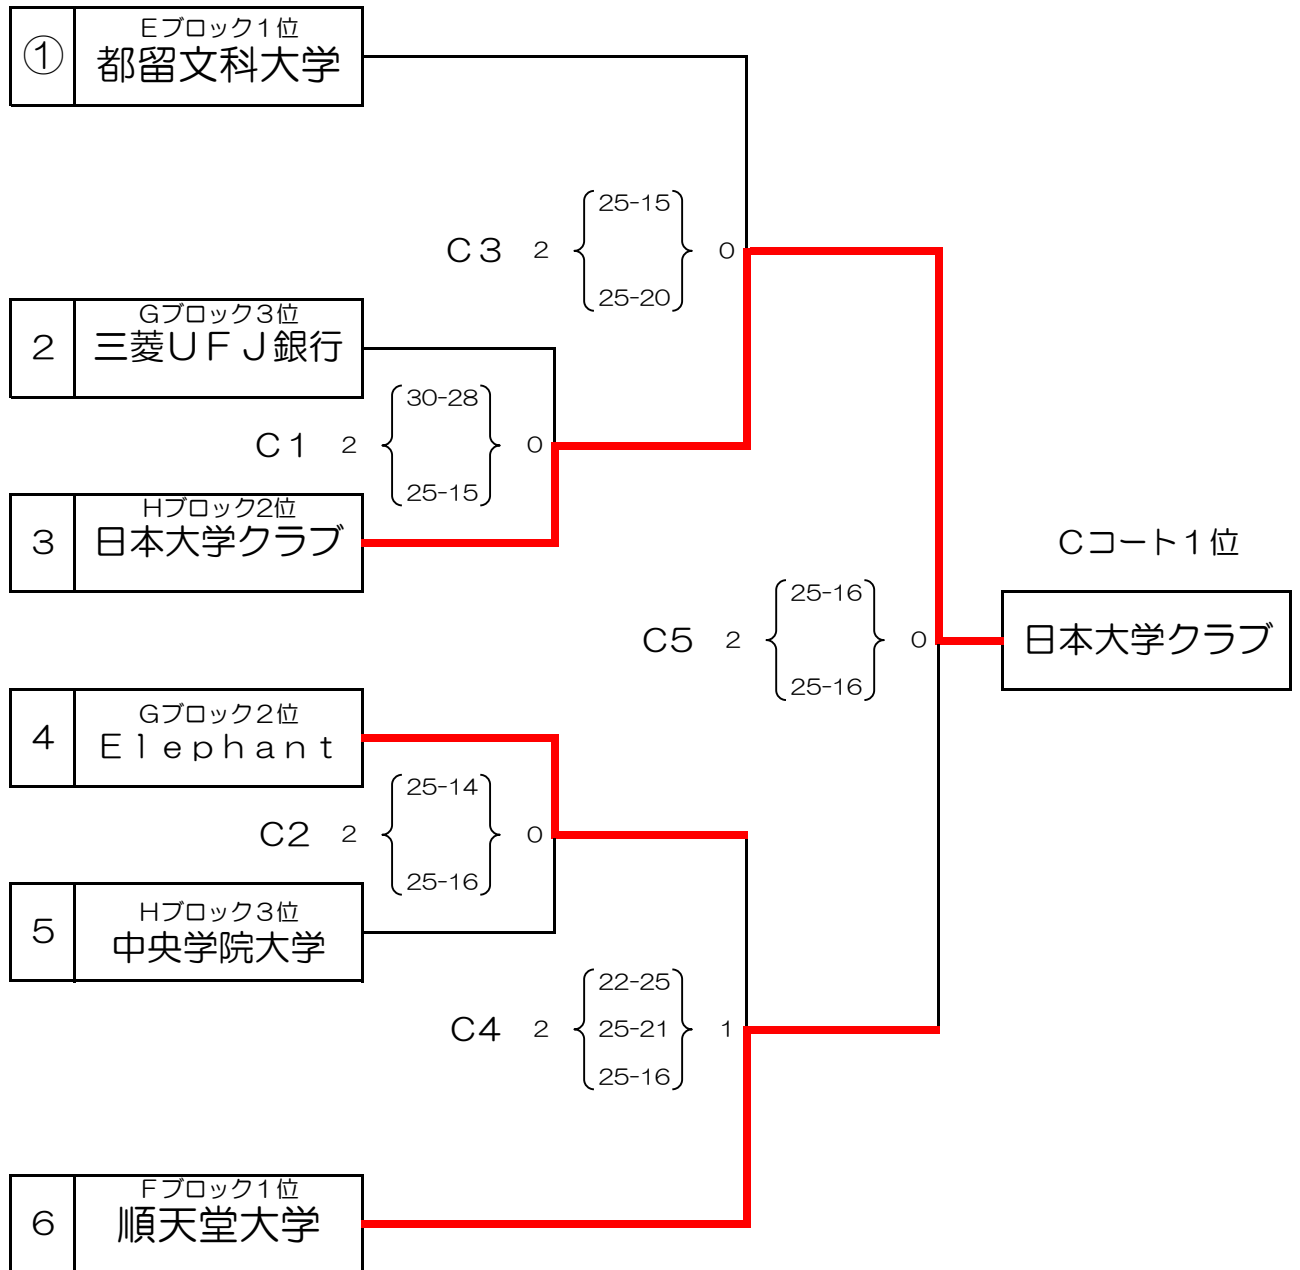 ①
Eブロック1位
都留文科大学
C3 2 25-15 0
25-20
2
Gブロック3位
三菱UFJ銀行
C1 2 30-28 0
25-15
3
Hブロック2位
日本大学クラブ
Cコート1位
日本大学クラブ
C5 2 25-16 0
25-16
4
Gブロック2位
Elephant
C2 2 25-14 0
25-16
5
Hブロック3位
中央学院大学
C4 2 22-25 1
25-21
25-16
6
Fブロック1位
順天堂大学